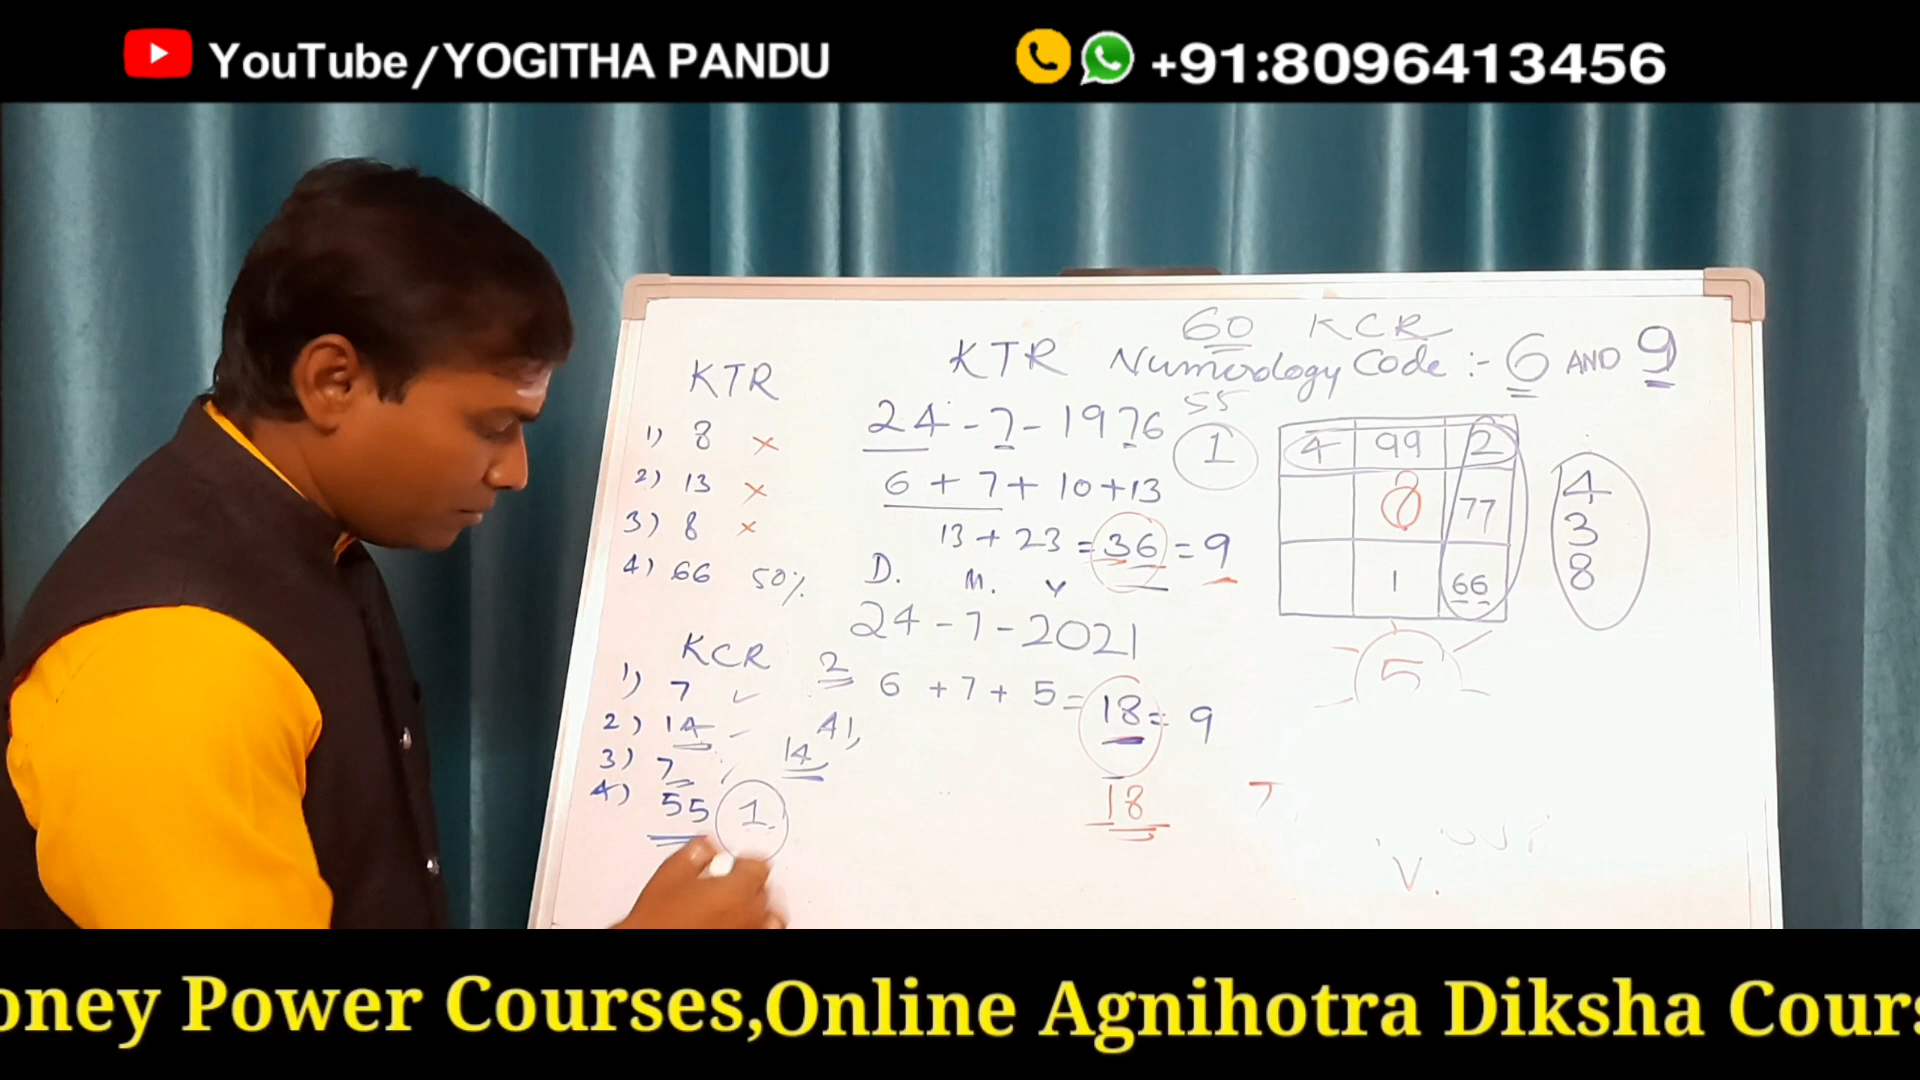 YouTube/YOGITHA PANDU
+91:8096413456
60 KCR
KTR Numerology Code :- 6 AND 9
KTR
1) 8 ×
2) 13 ×
3) 8 ×
4) 66 50%
24-7-1976
55
1
6+7+10+13
13+23=36=9
D. M. Y
24-7-2021
6+7+5=18=9
18
KCR
1) 7 ✓
2) 14
3) 7
4) 55 1
2
41,
14
4 99 2
77
1 66
4
3
8
5
7
V.
oney Power Courses,Online Agnihotra Diksha Cours